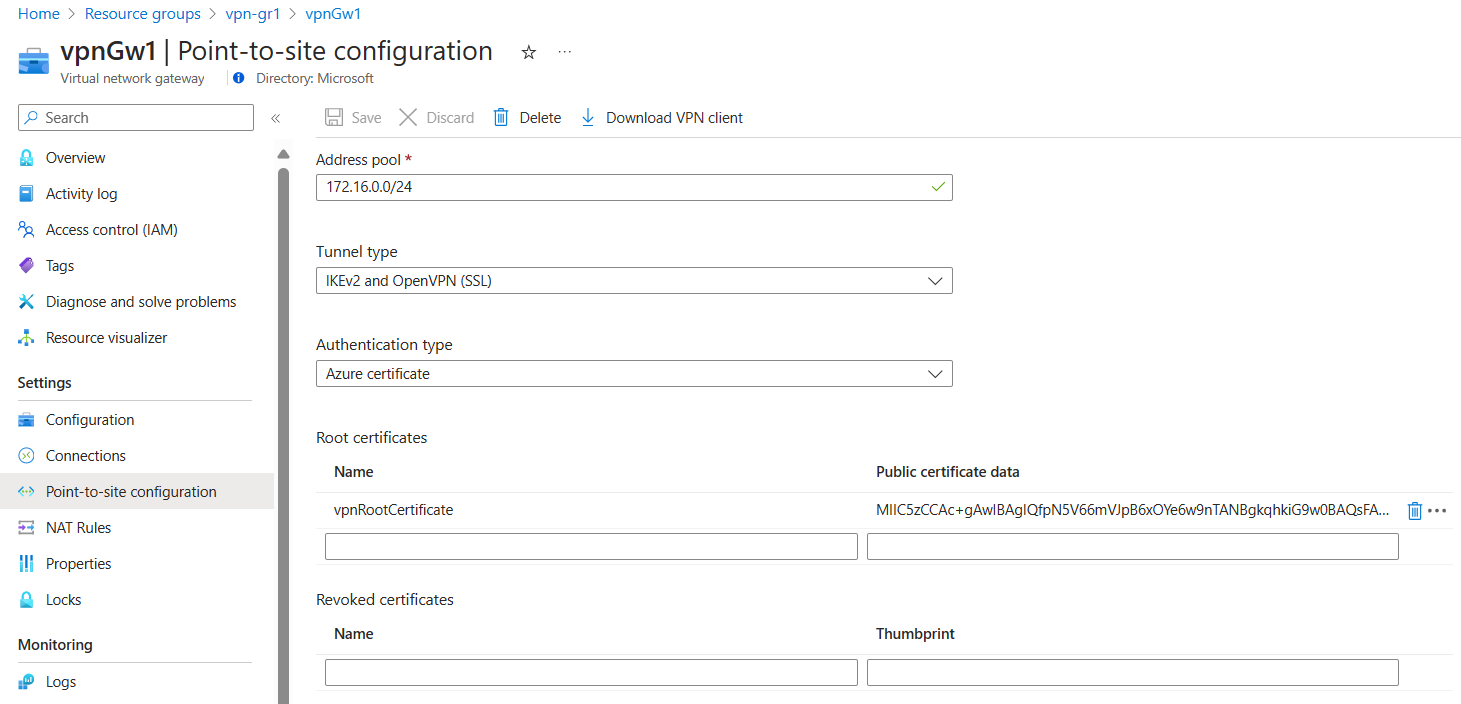 Home > Resource groups > vpn-gr1 > vpnGw1
vpnGw1 | Point-to-site configuration
Virtual network gateway
Directory: Microsoft
Search
Overview
Activity log
Access control (IAM)
Tags
Diagnose and solve problems
Resource visualizer
Settings
Configuration
Connections
Point-to-site configuration
NAT Rules
Properties
Locks
Monitoring
Logs
Save Discard Delete Download VPN client
Address pool *
172.16.0.0/24
Tunnel type
IKEv2 and OpenVPN (SSL)
Authentication type
Azure certificate
Root certificates
Name Public certificate data
vpnRootCertificate MIIC5zCCAc+gAwIBAgIQfpN5V66mVJpB6xOYe6w9nTANBgkqhkiG9w0BAQsFA...
Revoked certificates
Name Thumbprint